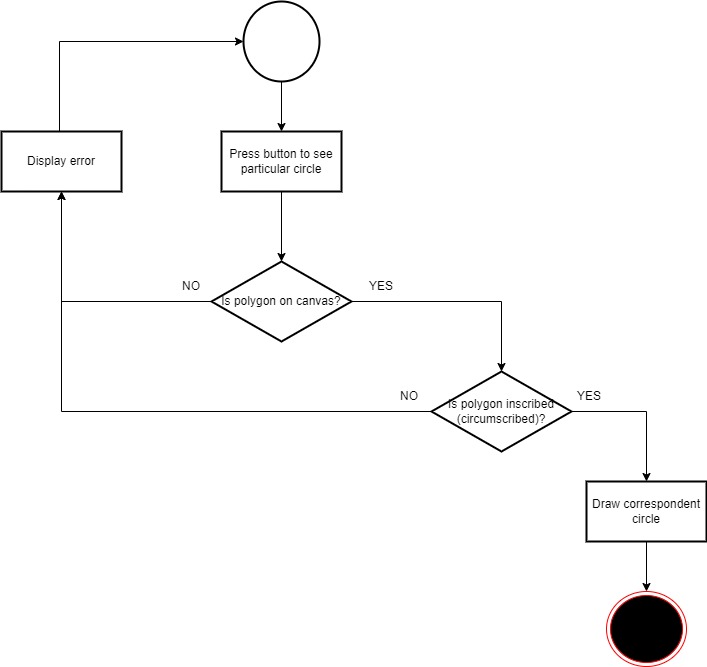 Press button to see
particular circle
Display error
NO
Is polygon on canvas?
YES
NO
Is polygon inscribed
(circumscribed)?
YES
Draw correspondent
circle